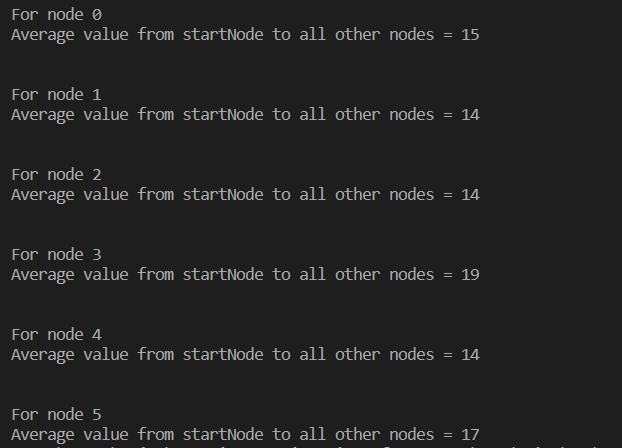 For node 0
Average value from startNode to all other nodes = 15
For node 1
Average value from startNode to all other nodes = 14
For node 2
Average value from startNode to all other nodes = 14
For node 3
Average value from startNode to all other nodes = 19
For node 4
Average value from startNode to all other nodes = 14
For node 5
Average value from startNode to all other nodes = 17